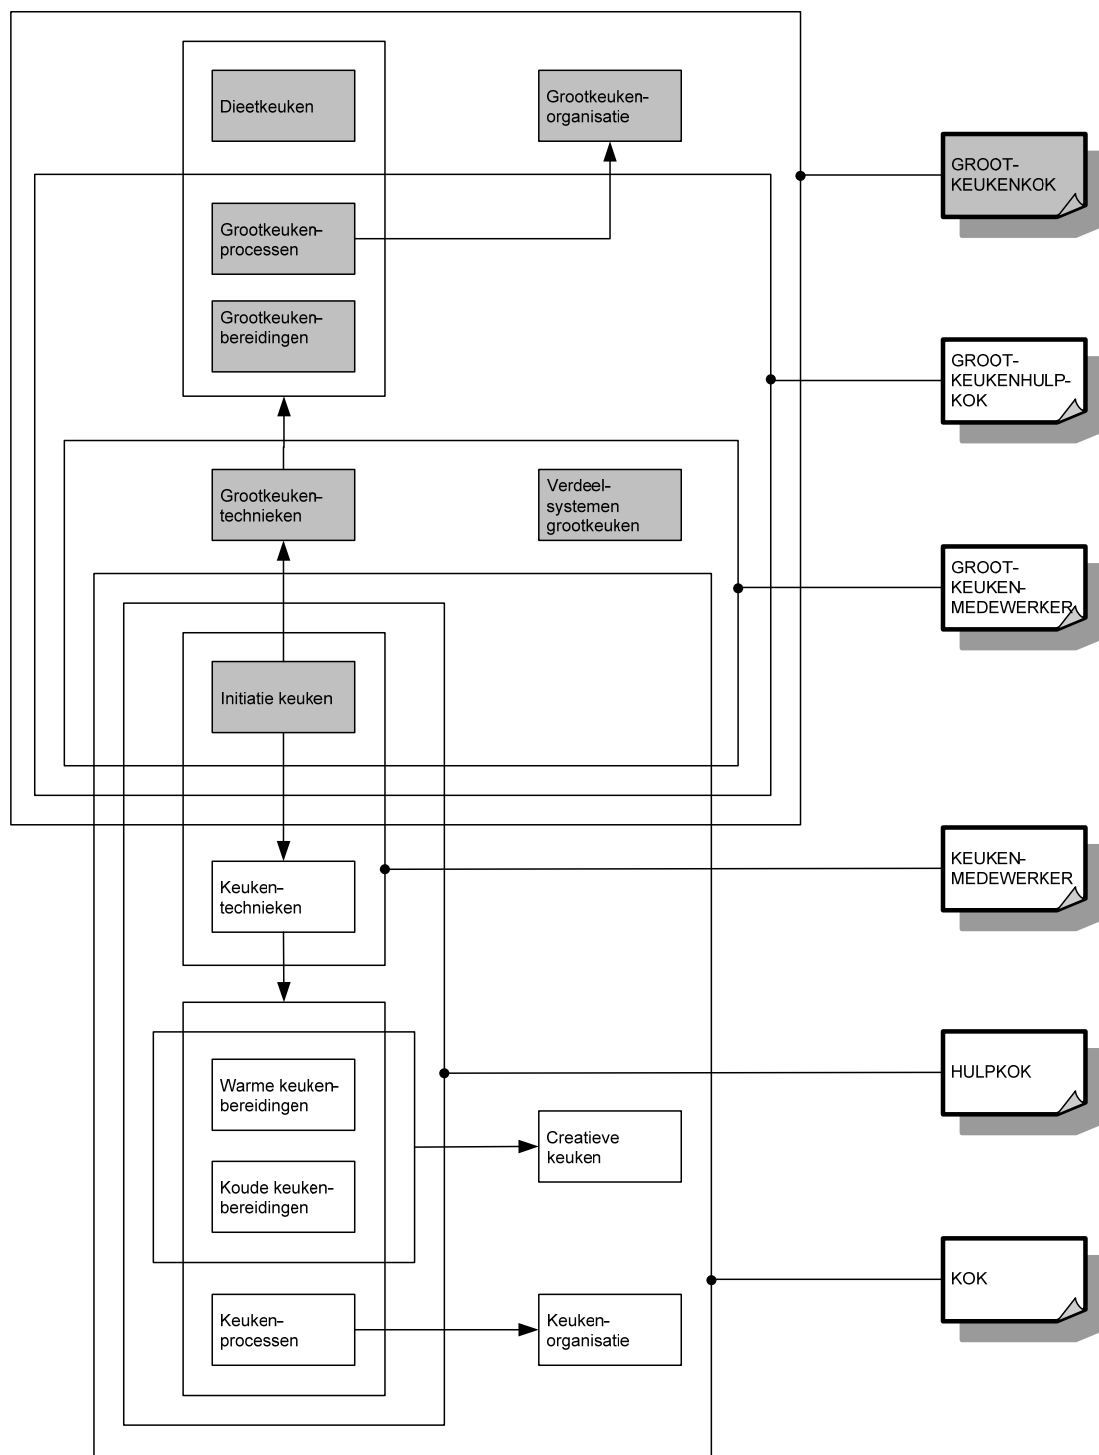 Dieetkeuken
Grootkeuken-
organisatie
GROOT-
KEUKENKOK
Grootkeuken-
processen
Grootkeuken-
bereidingen
GROOT-
KEUKENHULP-
KOK
Grootkeuken-
technieken
Verdeel-
systemen
grootkeuken
GROOT-
KEUKEN-
MEDEWERKER
Initiatie keuken
Keuken-
technieken
KEUKEN-
MEDEWERKER
Warme keuken-
bereidingen
HULPKOK
Creatieve
keuken
Koude keuken-
bereidingen
Keuken-
processen
Keuken-
organisatie
KOK